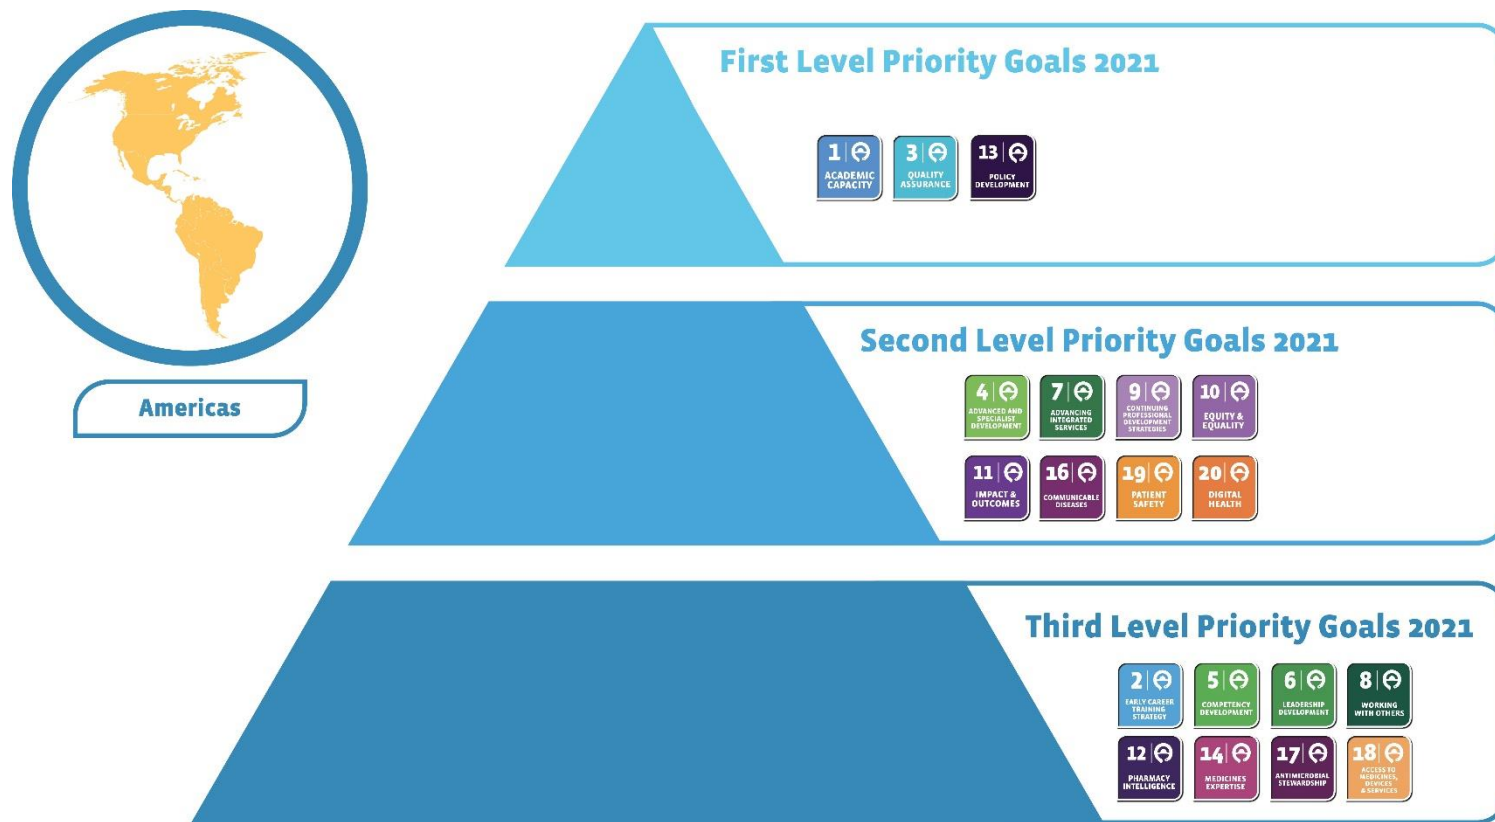 First Level Priority Goals 2021
1
ACADEMIC
CAPACITY
3
QUALITY
ASSURANCE
13
POLICY
DEVELOPMENT
Americas
Second Level Priority Goals 2021
4
ADVANCED AND
SPECIALIST
DEVELOPMENT
7
ADVANCING
INTEGRATED
SERVICES
9
CONTINUING
PROFESSIONAL
DEVELOPMENT
STRATEGIES
10
EQUITY &
EQUALITY
11
IMPACT &
OUTCOMES
16
COMMUNICABLE
DISEASES
19
PATIENT
SAFETY
20
DIGITAL
HEALTH
Third Level Priority Goals 2021
2
EARLY CAREER
TRAINING
STRATEGY
5
COMPETENCY
DEVELOPMENT
6
LEADERSHIP
DEVELOPMENT
8
WORKING
WITH OTHERS
12
PHARMACY
INTELLIGENCE
14
MEDICINES
EXPERTISE
17
ANTIMICROBIAL
STEWARDSHIP
18
ACCESS TO
MEDICINES,
DEVICES
& SERVICES